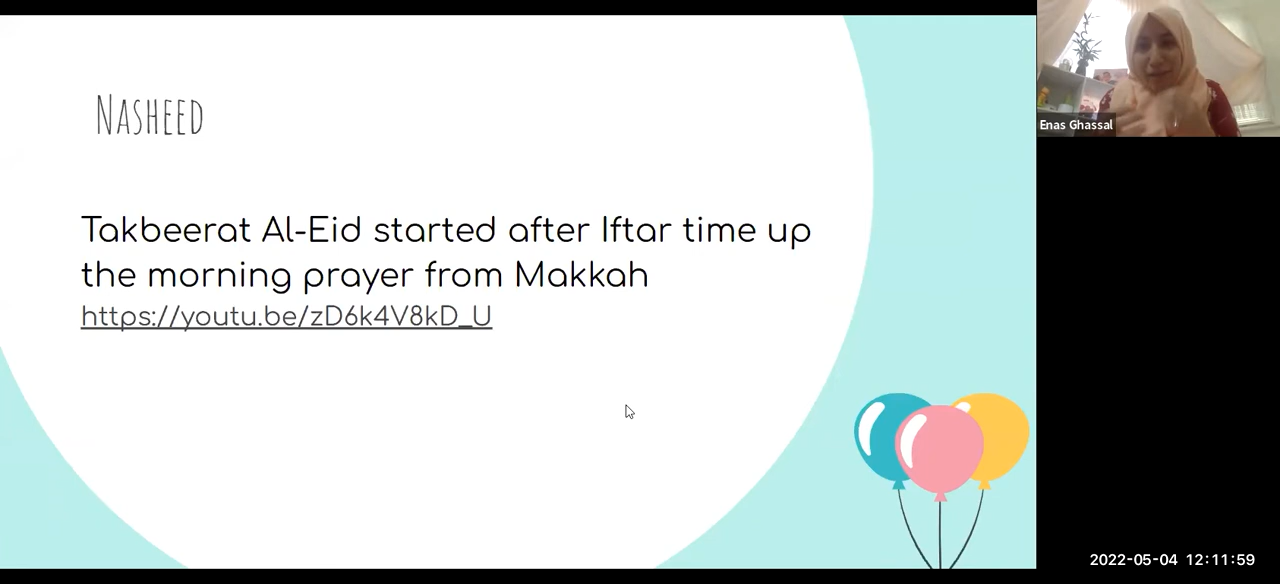 NASHEED
Takbeerat Al-Eid started after Iftar time up
the morning prayer from Makkah
https://youtu.be/zD6k4V8kD_U
Enas Ghassal
2022-05-04 12:11:59